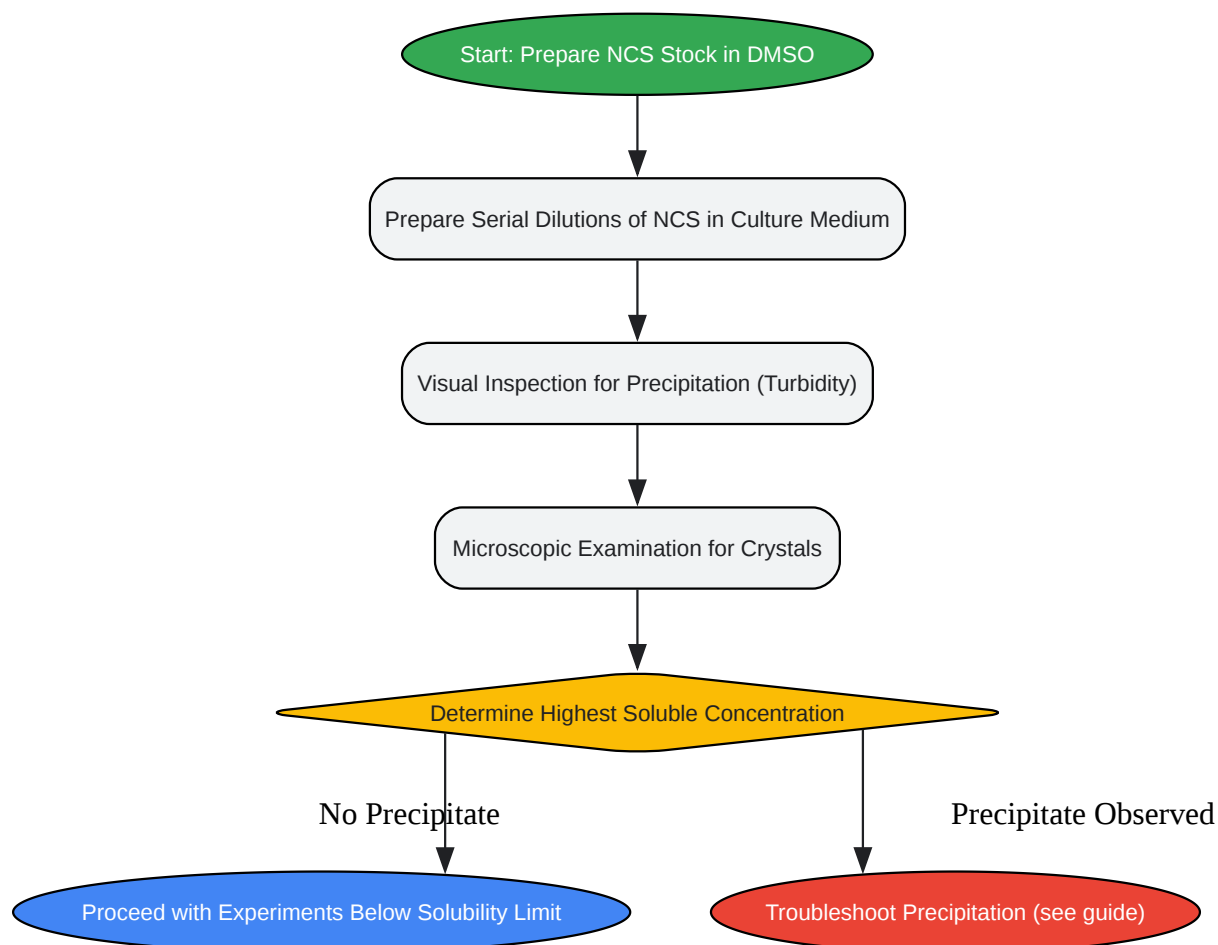 Start: Prepare NCS Stock in DMSO
Prepare Serial Dilutions of NCS in Culture Medium
Visual Inspection for Precipitation (Turbidity)
Microscopic Examination for Crystals
Determine Highest Soluble Concentration
No Precipitate
Precipitate Observed
Proceed with Experiments Below Solubility Limit
Troubleshoot Precipitation (see guide)